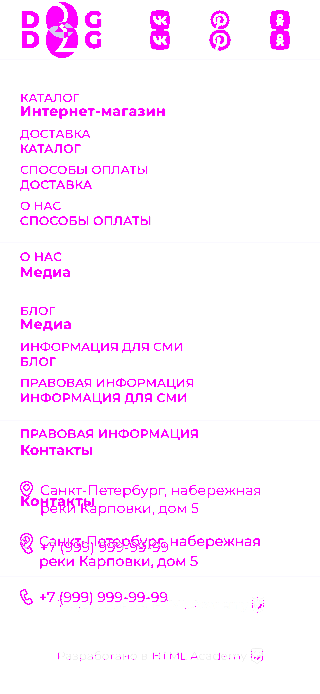 D G
D G
КАТАЛОГ
Интернет-магазин
ДОСТАВКА
КАТАЛОГ
СПОСОБЫ ОПЛАТЫ
ДОСТАВКА
О НАС
СПОСОБЫ ОПЛАТЫ
О НАС
Медиа
БЛОГ
Медиа
ИНФОРМАЦИЯ ДЛЯ СМИ
БЛОГ
ПРАВОВАЯ ИНФОРМАЦИЯ
ИНФОРМАЦИЯ ДЛЯ СМИ
ПРАВОВАЯ ИНФОРМАЦИЯ
Контакты
Санкт-Петербург, набережная
Контакты
реки Карповки, дом 5
Санкт-Петербург, набережная
+7 (999) 999-99-99
реки Карповки, дом 5
+7 (999) 999-99-99